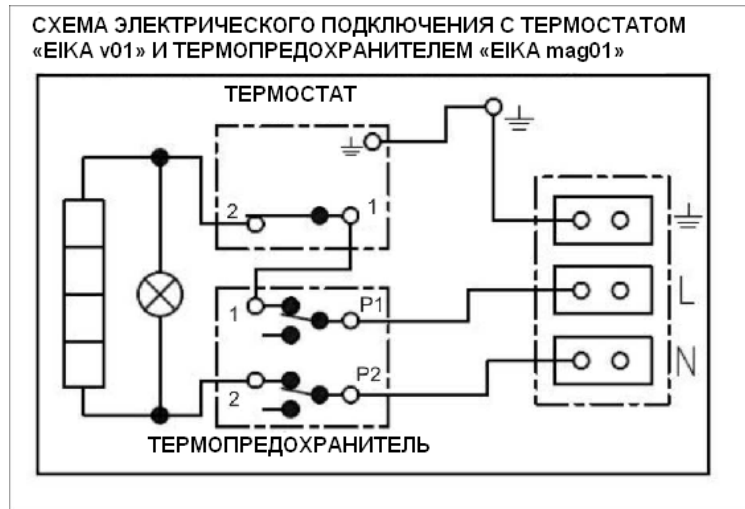 СХЕМА ЭЛЕКТРИЧЕСКОГО ПОДКЛЮЧЕНИЯ С ТЕРМОСТАТОМ
«EIKA v01» И ТЕРМОПРЕДОХРАНИТЕЛЕМ «EIKA mag01»
ТЕРМОСТАТ
2
1
1
P1
L
2
P2
N
ТЕРМОПРЕДОХРАНИТЕЛЬ